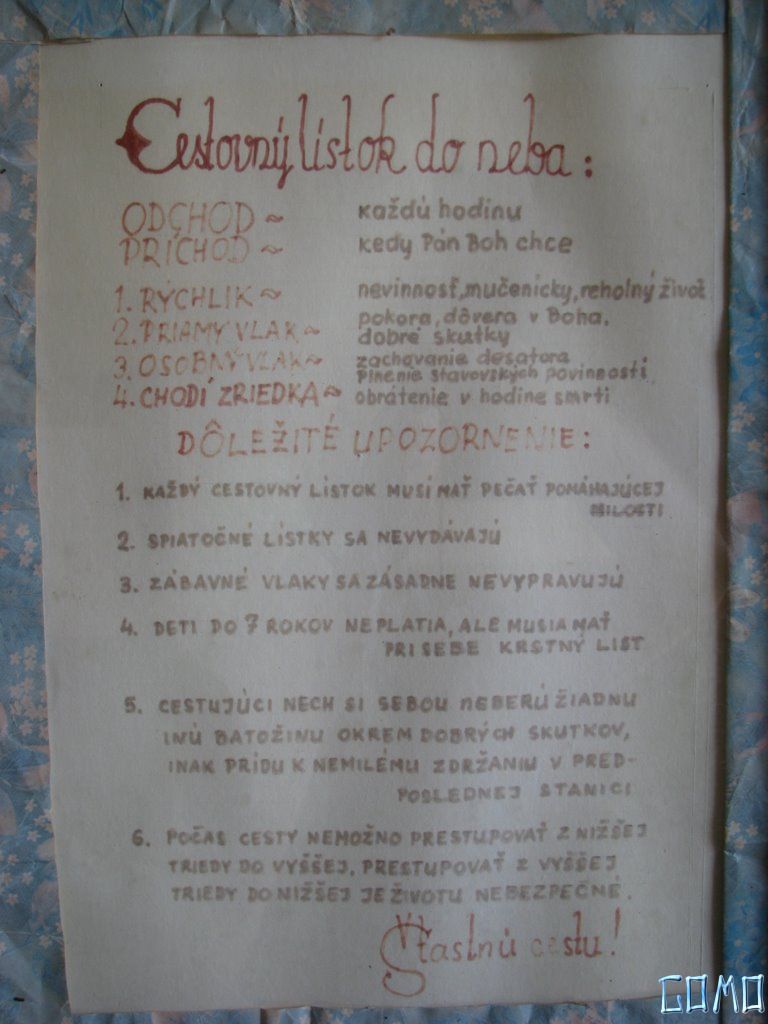 Cestovný lístok do neba:
ODCHOD ~ každú hodinu
PRÍCHOD ~ kedy Pán Boh chce
1. RÝCHLIK ~ nevinnosť, mučenícky, reholný život
2. PRIAMY VLAK ~ pokora, dôvera v Boha.
dobré skutky
3. OSOBNÝ VLAK ~ zachovanie desatora
Plnenie stavovských povinností
4. CHODÍ ZRIEDKA ~ obrátenie v hodine smrti
DÔLEŽITÉ UPOZORNENIE:
1. KAŽDÝ CESTOVNÝ LÍSTOK MUSÍ MAŤ PEČAŤ POMÁHAJÚCEJ
MILOSTI
2. SPIATOČNÉ LÍSTKY SA NEVYDÁVAJÚ
3. ZÁBAVNÉ VLAKY SA ZÁSADNE NEVYPRAVUJÚ
4. DETI DO 7 ROKOV NEPLATIA, ALE MUSIA MAŤ
PRI SEBE KRSTNÝ LIST
5. CESTUJÚCI NECH SI SEBOU NEBERÚ ŽIADNU
INÚ BATOŽINU OKREM DOBRÝCH SKUTKOV,
INAK PRÍDU K NEMILÉMU ZDRŽANIU V PRED-
POSLEDNEJ STANICI
6. POČAS CESTY NEMOŽNO PRESTUPOVAŤ Z NIŽŠEJ
TRIEDY DO VYŠŠEJ. PRESTUPOVAŤ Z VYŠŠEJ
TRIEDY DO NIŽŠEJ JE ŽIVOTU NEBEZPEČNÉ.
Šťastnú cestu!
GOMO